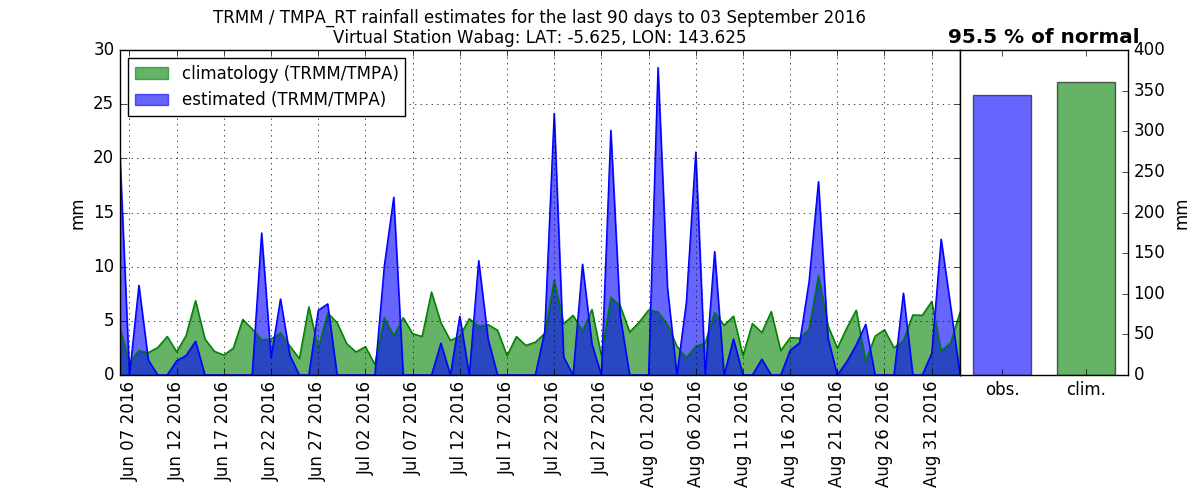 TRMM / TMPA_RT rainfall estimates for the last 90 days to 03 September 2016
Virtual Station Wabag: LAT: -5.625, LON: 143.625
95.5 % of normal
climatology (TRMM/TMPA)
estimated (TRMM/TMPA)
30
25
20
15
10
5
0
mm
Jun 07 2016
Jun 12 2016
Jun 17 2016
Jun 22 2016
Jun 27 2016
Jul 02 2016
Jul 07 2016
Jul 12 2016
Jul 17 2016
Jul 22 2016
Jul 27 2016
Aug 01 2016
Aug 06 2016
Aug 11 2016
Aug 16 2016
Aug 21 2016
Aug 26 2016
Aug 31 2016
400
350
300
250
200
150
100
50
0
mm
obs.
clim.